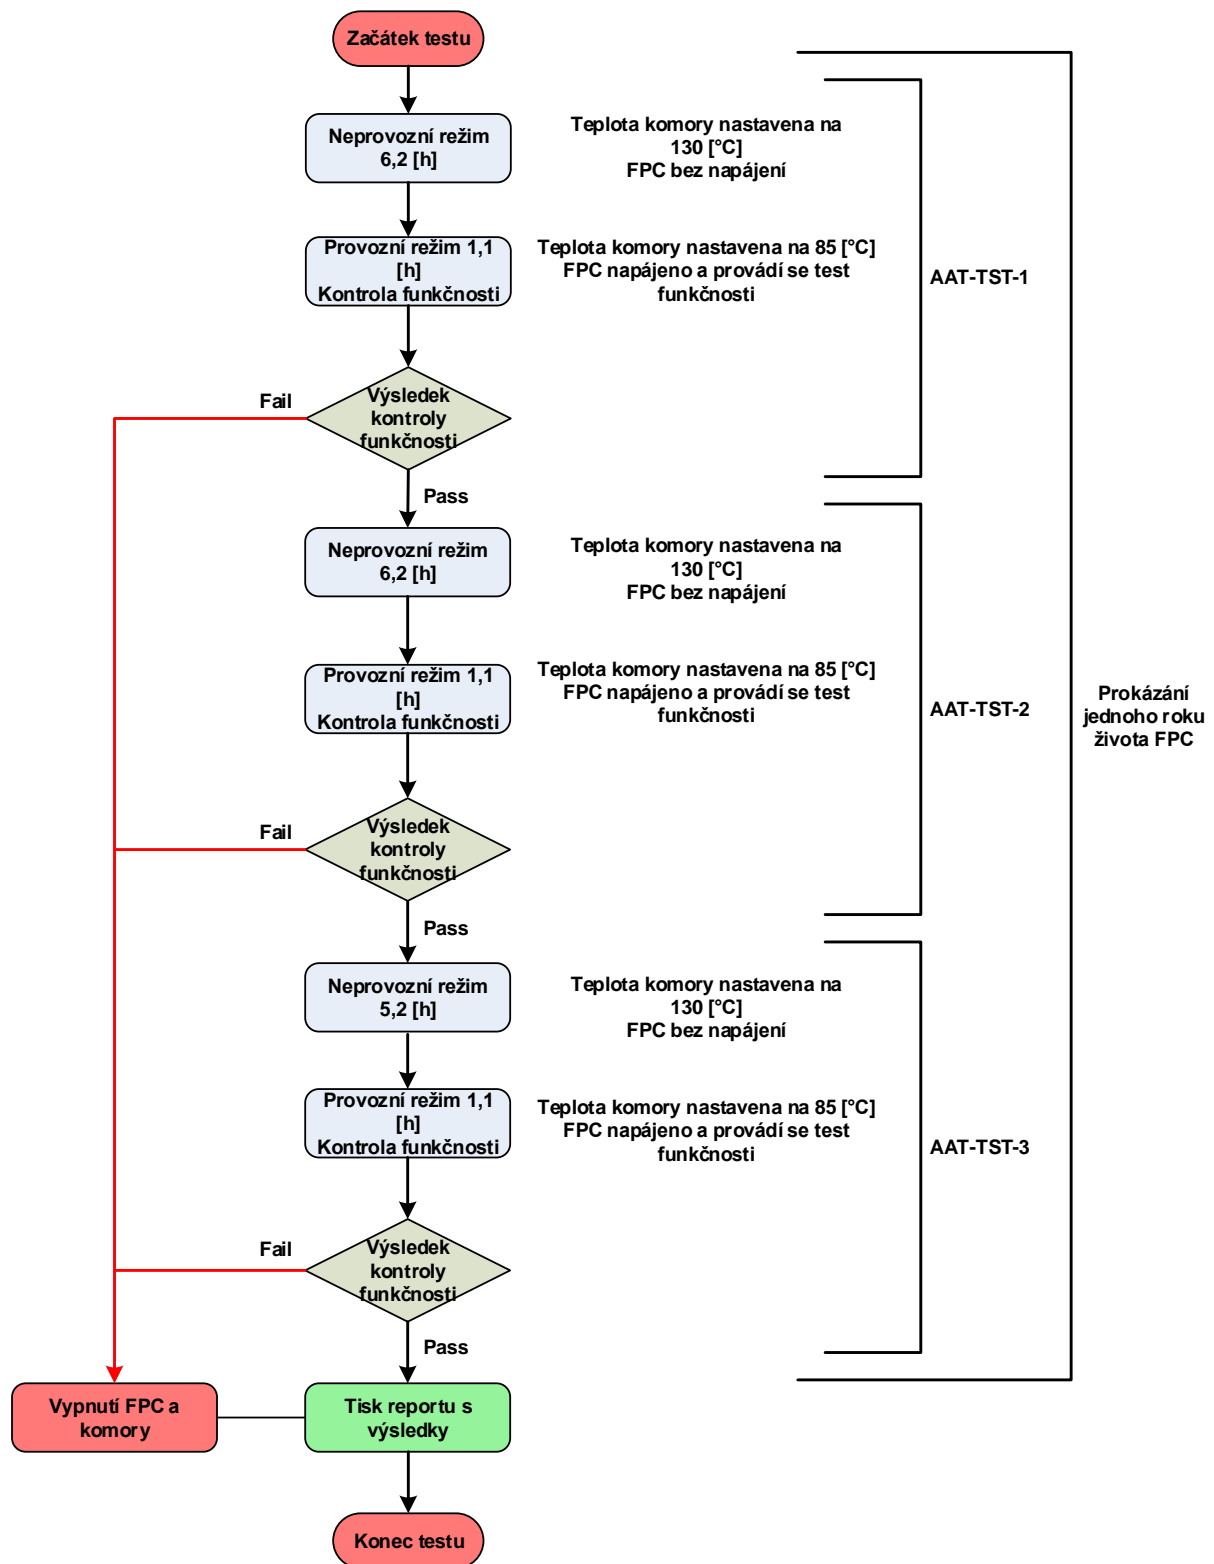 Začátek testu
Neprovozní režim
6,2 [h]
Teplota komory nastavena na
130 [°C]
FPC bez napájení
Provozní režim 1,1
[h]
Kontrola funkčnosti
Teplota komory nastavena na 85 [°C]
FPC napájeno a provádí se test
funkčnosti
AAT-TST-1
Fail
Výsledek
kontroly
funkčnosti
Pass
Neprovozní režim
6,2 [h]
Teplota komory nastavena na
130 [°C]
FPC bez napájení
Provozní režim 1,1
[h]
Kontrola funkčnosti
Teplota komory nastavena na 85 [°C]
FPC napájeno a provádí se test
funkčnosti
AAT-TST-2
Prokázání
jednoho roku
života FPC
Fail
Výsledek
kontroly
funkčnosti
Pass
Neprovozní režim
5,2 [h]
Teplota komory nastavena na
130 [°C]
FPC bez napájení
Provozní režim 1,1
[h]
Kontrola funkčnosti
Teplota komory nastavena na 85 [°C]
FPC napájeno a provádí se test
funkčnosti
AAT-TST-3
Fail
Výsledek
kontroly
funkčnosti
Pass
Vypnutí FPC a
komory
Tisk reportu s
výsledky
Konec testu